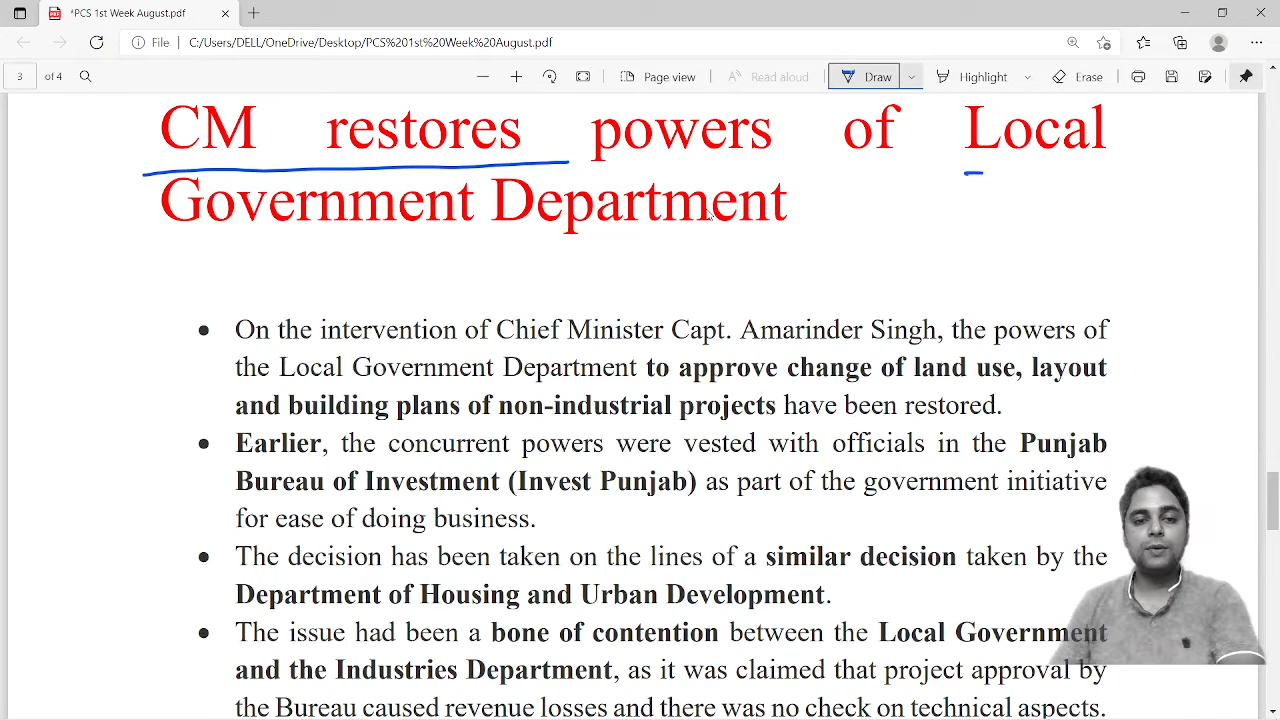 *PCS 1st Week August.pdf
File C:/Users/DELL/OneDrive/Desktop/PCS%201st%20Week%20August.pdf
3 of 4 Page view Read aloud Draw Highlight Erase
CM restores powers of Local
Government Department
• On the intervention of Chief Minister Capt. Amarinder Singh, the powers of
the Local Government Department to approve change of land use, layout
and building plans of non-industrial projects have been restored.
• Earlier, the concurrent powers were vested with officials in the Punjab
Bureau of Investment (Invest Punjab) as part of the government initiative
for ease of doing business.
• The decision has been taken on the lines of a similar decision taken by the
Department of Housing and Urban Development.
• The issue had been a bone of contention between the Local Government
and the Industries Department, as it was claimed that project approval by
the Bureau caused revenue losses and there was no check on technical aspects.